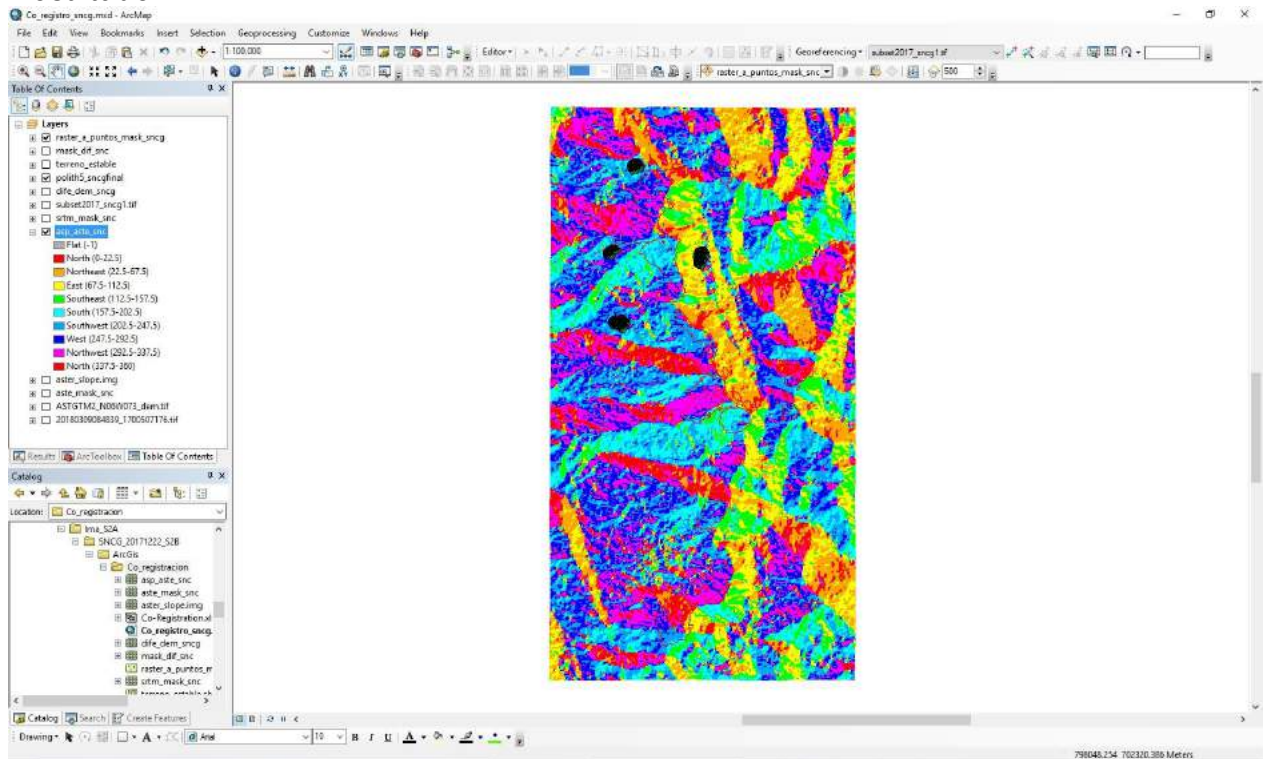 Co_registro_sncg.mxd - ArcMap
File Edit View Bookmarks Insert Selection Geoprocessing Customize Windows Help
1:100,000
Editor
Georeferencing
subset2017_sncg1.tif
raster_a_puntos_mask_snc
500
Table Of Contents
Layers
raster_a_puntos_mask_sncg
mask_dif_snc
terreno_estable
polith5_sncgfinal
dife_dem_sncg
subset2017_sncg1.tif
srtm_mask_snc
asp_aste_snc
Flat (-1)
North (0-22.5)
Northeast (22.5-67.5)
East (67.5-112.5)
Southeast (112.5-157.5)
South (157.5-202.5)
Southwest (202.5-247.5)
West (247.5-292.5)
Northwest (292.5-337.5)
North (337.5-360)
aster_slope.img
aste_mask_snc
ASTGTM2_N06W073_dem.tif
20180309084839_1700507176.tif
Results ArcToolbox Table Of Contents
Catalog
Location: Co_registracion
Ima_S2A
SNCG_20171222_S2B
ArcGis
Co_registracion
asp_aste_snc
aste_mask_snc
aster_slope.img
Co-Registration.xl
Co_registro_sncg.
dife_dem_sncg
mask_dif_snc
raster_a_puntos_m
srtm_mask_snc
Catalog Search Create Features
Drawing Arial 10 B I U A
798048.254 702320.386 Meters